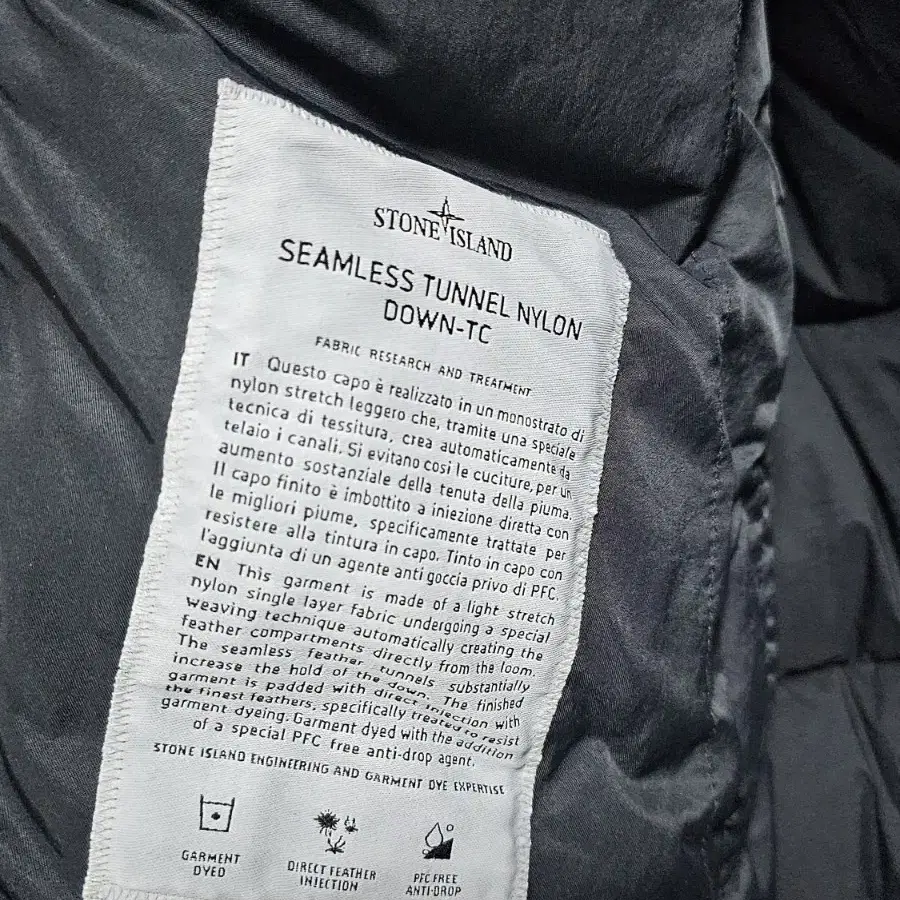 STONE ISLAND
SEAMLESS TUNNEL NYLON
DOWN-TC
FABRIC RESEARCH AND TREATMENT
IT Questo capo è realizzato in un monostrato di
nylon stretch leggero che, tramite una speciale
tecnica di tessitura, crea automaticamente da
telaio i canali. Si evitano così le cuciture, per un
aumento sostanziale della tenuta della piuma.
Il capo finito è imbottito a iniezione diretta con
le migliori piume, specificamente trattate per
resistere alla tintura in capo. Tinto in capo con
l'aggiunta di un agente anti goccia privo di PFC.
EN This garment is made of a light stretch
nylon single layer fabric undergoing a special
weaving technique automatically creating the
feather compartments directly from the loom.
The seamless feather tunnels substantially
increase the hold of the down. The finished
garment is padded with direct injection with
the finest feathers, specifically treated to resist
garment dyeing. Garment dyed with the addition
of a special PFC free anti-drop agent.
STONE ISLAND ENGINEERING AND GARMENT DYE EXPERTISE
GARMENT
DYED
DIRECT FEATHER
INJECTION
PFC FREE
ANTI-DROP